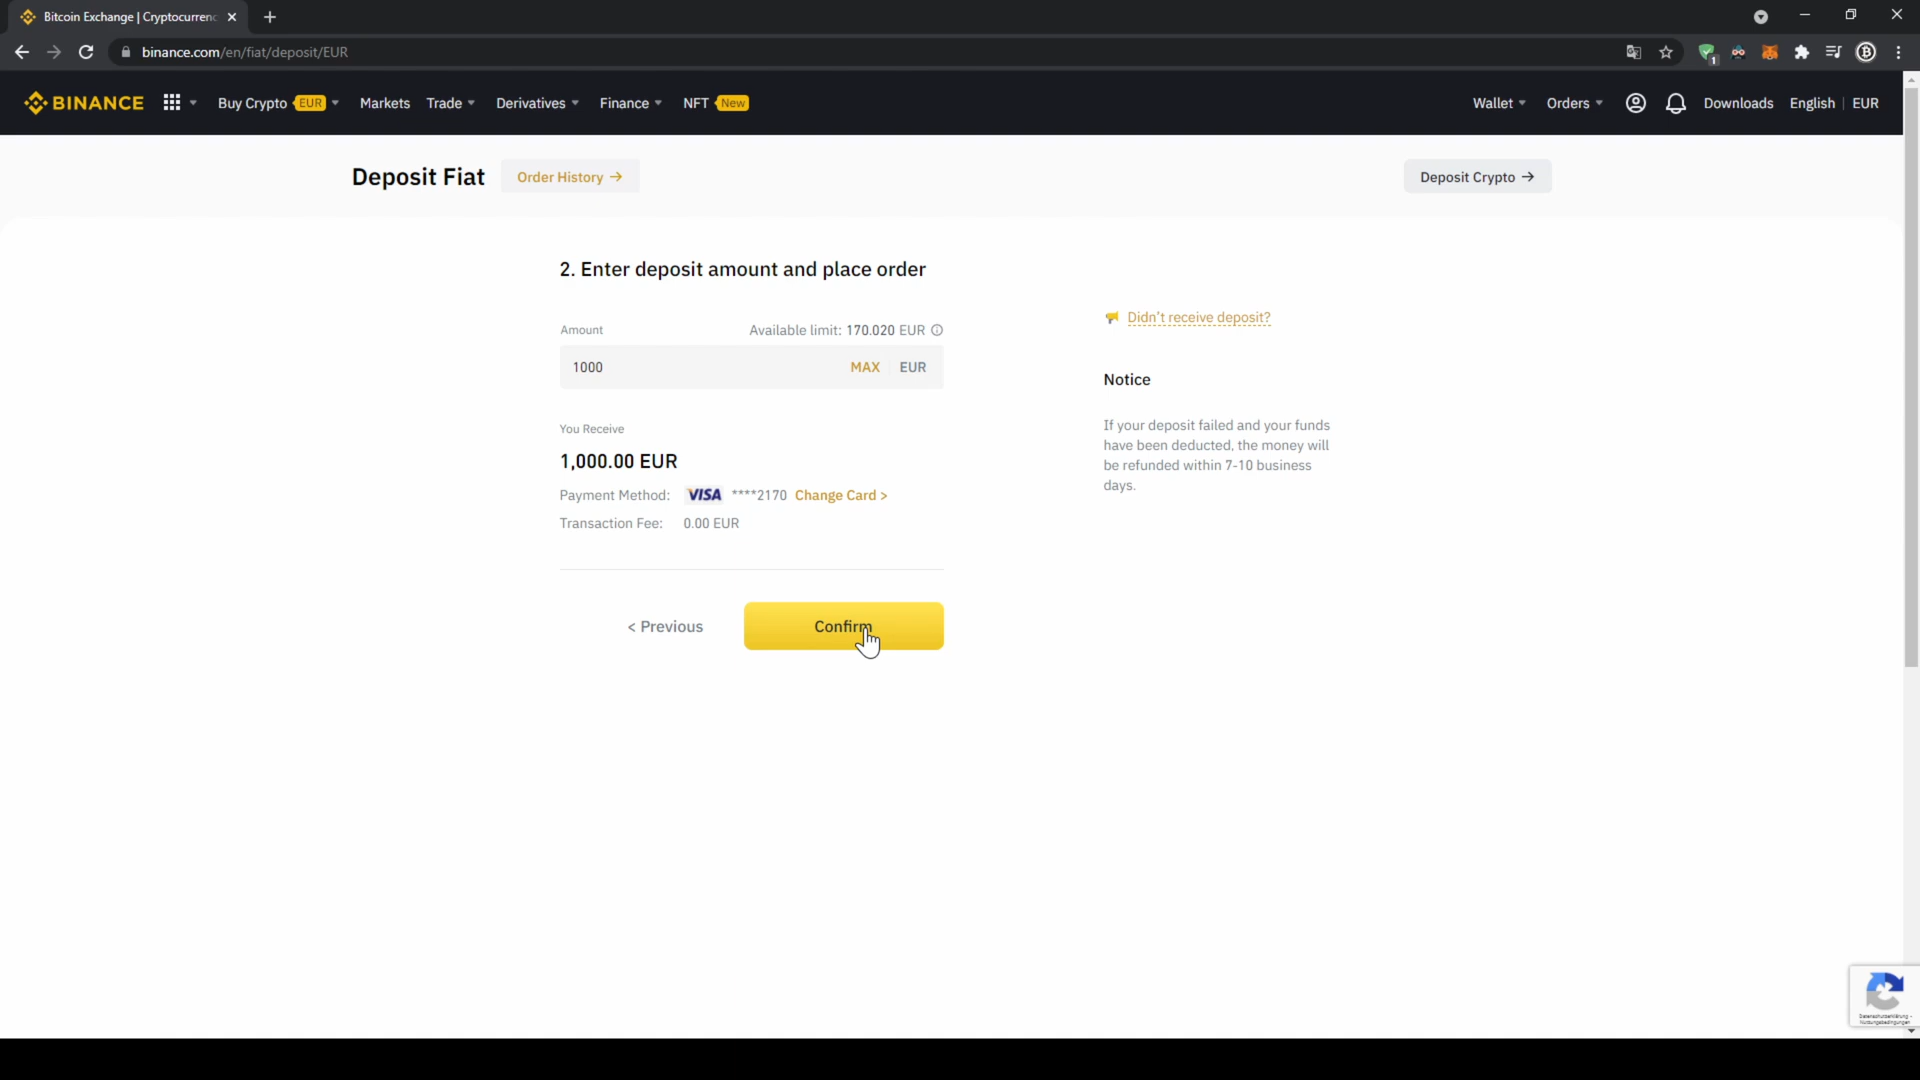 Bitcoin Exchange | Cryptocurrenc
binance.com/en/fiat/deposit/EUR
1
BINANCE Buy Crypto EUR Markets Trade Derivatives Finance NFT New Wallet Orders Downloads English | EUR
Deposit Fiat Order History → Deposit Crypto →
2. Enter deposit amount and place order
Amount Available limit: 170.020 EUR
1000 MAX EUR
You Receive
1,000.00 EUR
Payment Method: VISA ****2170 Change Card >
Transaction Fee: 0.00 EUR
< Previous Confirm
Didn't receive deposit?
Notice
If your deposit failed and your funds
have been deducted, the money will
be refunded within 7-10 business
days.
Datenschutzerklärung -
Nutzungsbedingungen